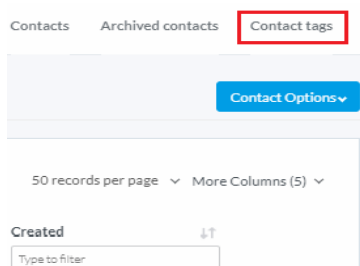 Contacts Archived contacts Contact tags
Contact Options
50 records per page More Columns (5)
Created
Type to filter